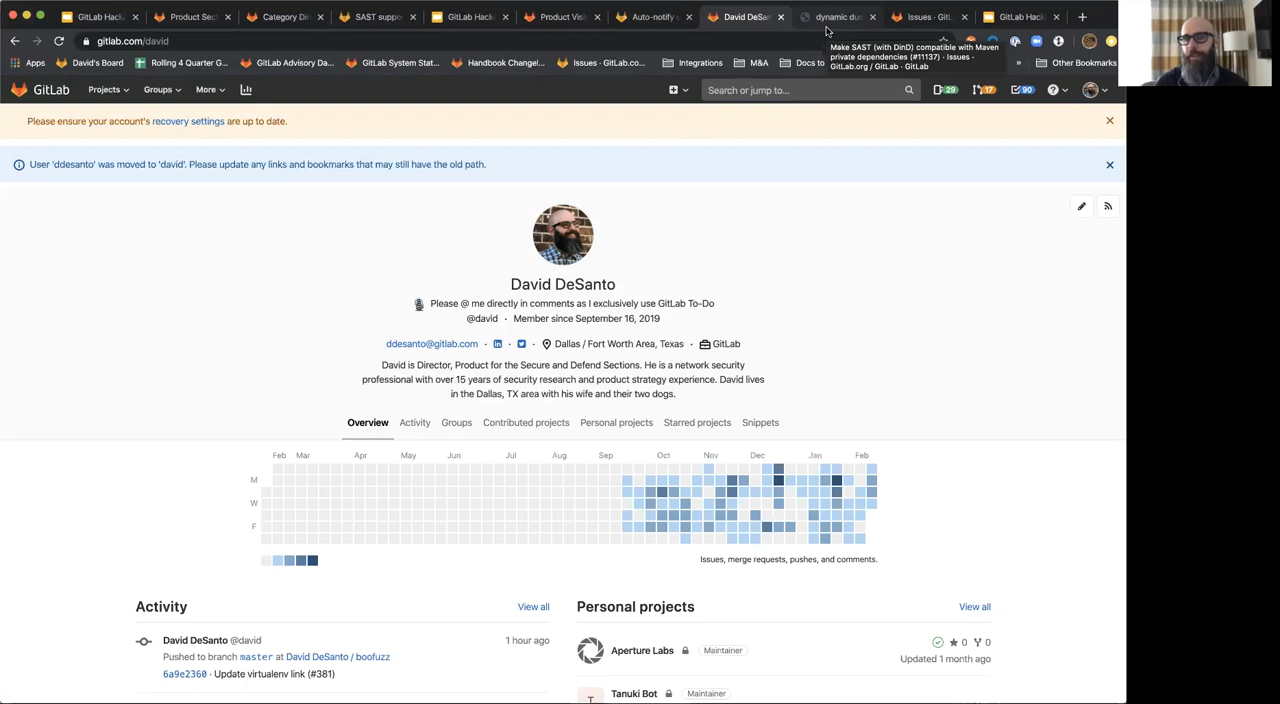 GitLab Hack
Product Sec
Category Di
SAST suppo
GitLab Hack
Product Visi
Auto-notify
David DeSan
dynamic duo
Issues · GitL
GitLab Hack
gitlab.com/david
Make SAST (with DinD) compatible with Maven
private dependencies (#11137) · Issues ·
GitLab.org / GitLab · GitLab
Apps
David's Board
Rolling 4 Quarter...
GitLab Advisory Da...
GitLab System Stat...
Handbook Changel...
Issues · GitLab.co...
Integrations
M&A
Docs to
»
Other Bookmarks
GitLab
Projects
Groups
More
Search or jump to...
29
17
90
Please ensure your account's recovery settings are up to date.
User 'ddesanto' was moved to 'david'. Please update any links and bookmarks that may still have the old path.
David DeSanto
Please @ me directly in comments as I exclusively use GitLab To-Do
@david · Member since September 16, 2019
ddesanto@gitlab.com · · · Dallas / Fort Worth Area, Texas · GitLab
David is Director, Product for the Secure and Defend Sections. He is a network security
professional with over 15 years of security research and product strategy experience. David lives
in the Dallas, TX area with his wife and their two dogs.
Overview Activity Groups Contributed projects Personal projects Starred projects Snippets
Feb Mar Apr May Jun Jul Aug Sep Oct Nov Dec Jan Feb
M
W
F
Issues, merge requests, pushes, and comments.
Activity
View all
David DeSanto @david
1 hour ago
Pushed to branch master at David DeSanto / boofuzz
6a9e2360 · Update virtualenv link (#381)
Personal projects
View all
Aperture Labs
Maintainer
0 0
Updated 1 month ago
T
Tanuki Bot
Maintainer